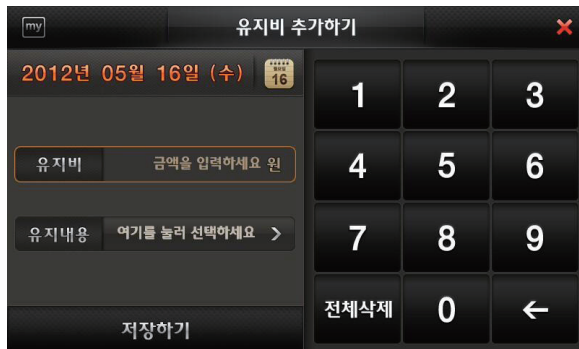 my 유지비 추가하기 ×
2012년 05월 16일 (수) 16
1 2 3
유지비 금액을 입력하세요 원
4 5 6
유지내용 여기를 눌러 선택하세요 >
7 8 9
저장하기
전체삭제 0 ←